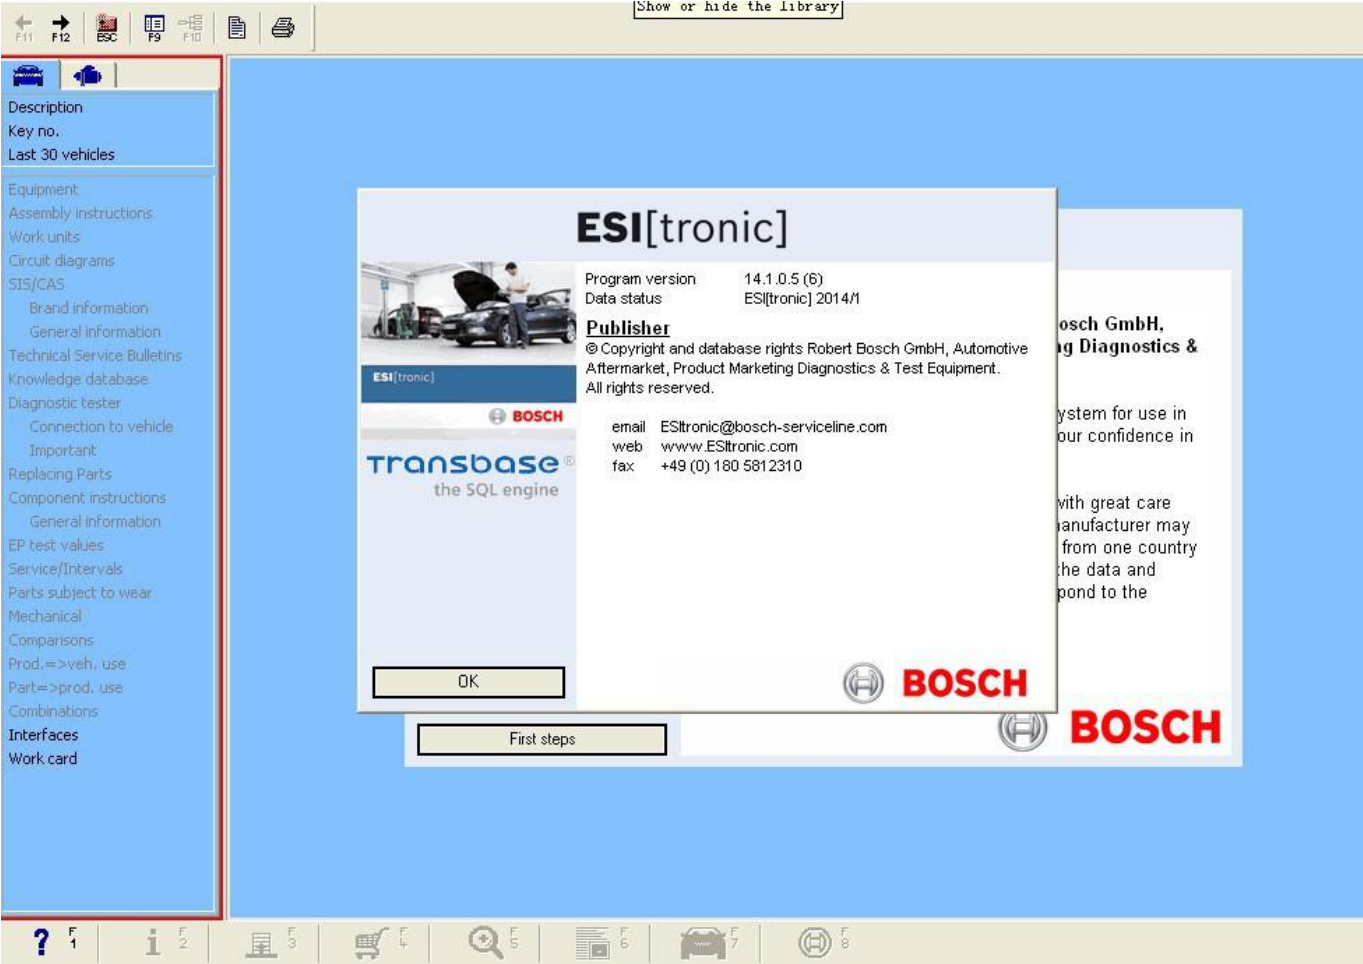 Show or hide the library
F11
F12
ESC
F9
F10
Description
Key no.
Last 30 vehicles
Equipment
Assembly instructions
Work units
Circuit diagrams
SIS/CAS
Brand information
General information
Technical Service Bulletins
Knowledge database
Diagnostic tester
Connection to vehicle
Important
Replacing Parts
Component instructions
General information
EP test values
Service/Intervals
Parts subject to wear
Mechanical
Comparisons
Prod.=>veh. use
Part=>prod. use
Combinations
Interfaces
Work card
ESI[tronic]
Program version 14.1.0.5 (6)
Data status ESI[tronic] 2014/1
Publisher
© Copyright and database rights Robert Bosch GmbH, Automotive
Aftermarket, Product Marketing Diagnostics & Test Equipment.
All rights reserved.
email ESItronic@bosch-serviceline.com
web www.ESItronic.com
fax +49 (0) 180 5812310
ESI[tronic]
BOSCH
Transbase®
the SQL engine
OK
BOSCH
osch GmbH,
ng Diagnostics &
ystem for use in
our confidence in
with great care
anufacturer may
from one country
the data and
pond to the
First steps
BOSCH
? F1
i F2
F3
F4
F5
F6
F7
F8